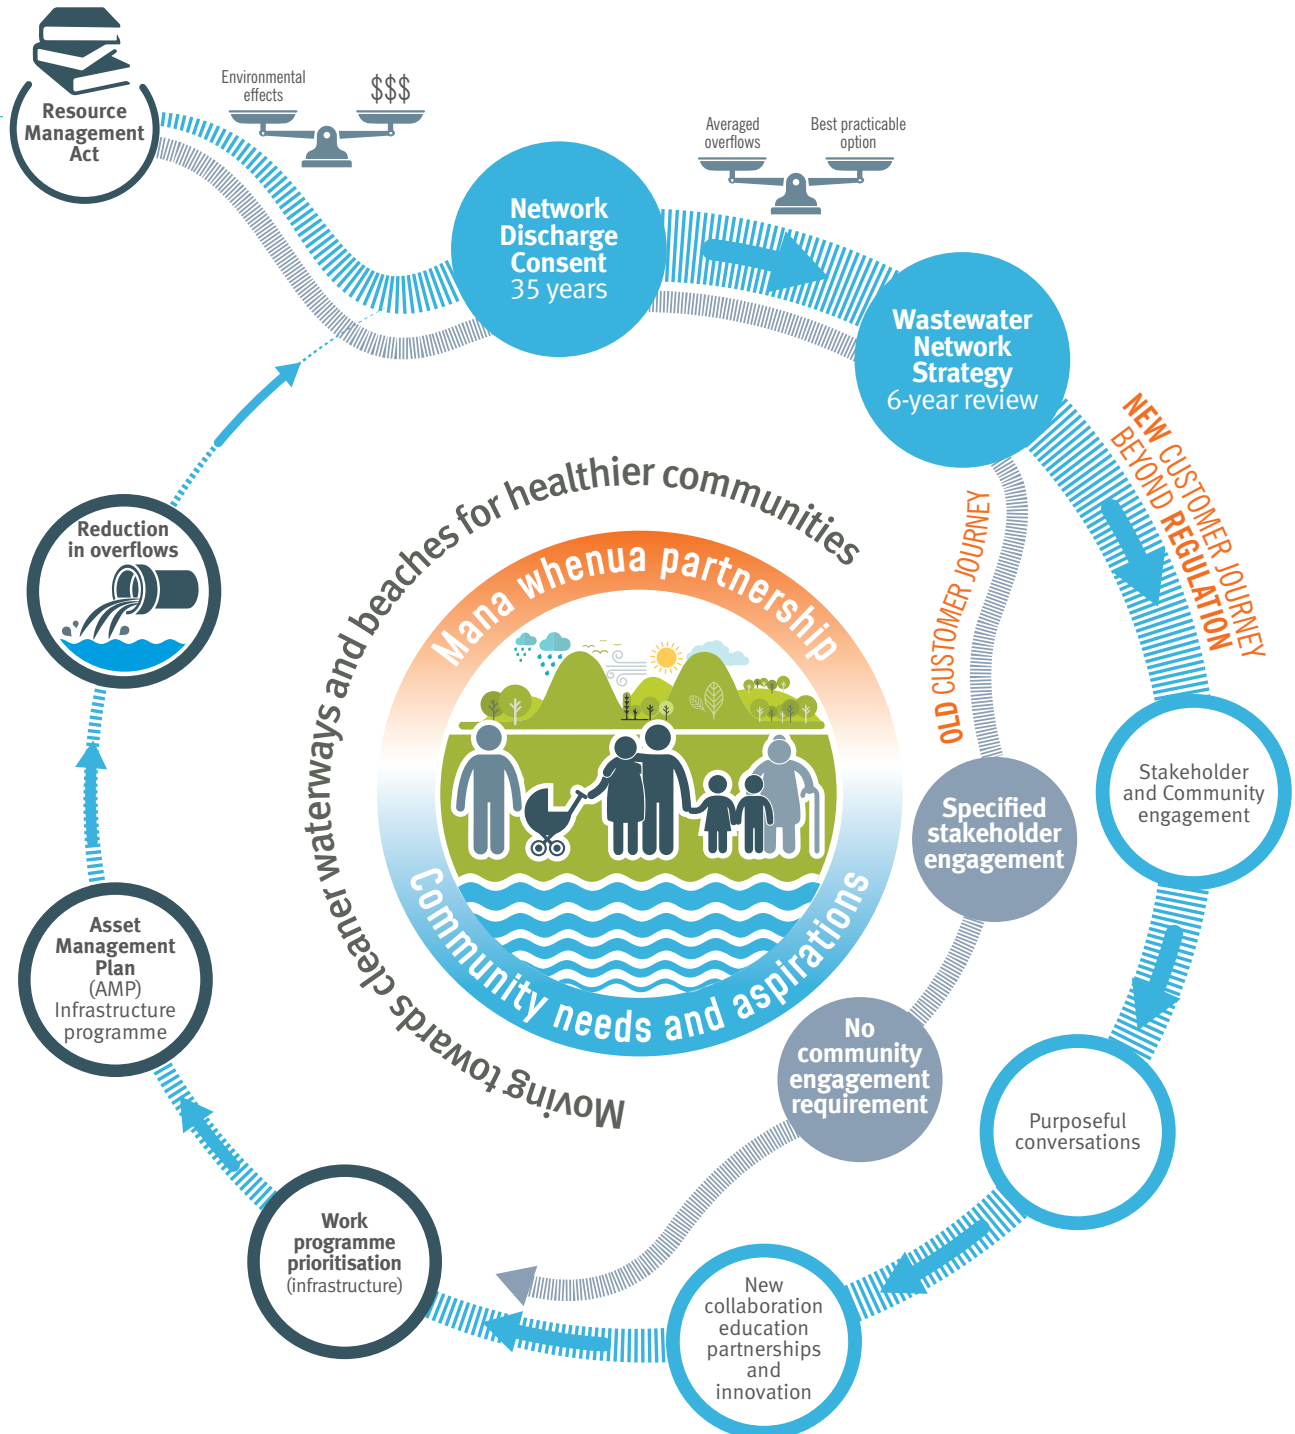 Resource
Management
Act
Environmental
effects
$$$
Network
Discharge
Consent
35 years
Averaged
overflows
Best practicable
option
Wastewater
Network
Strategy
6-year review
NEW CUSTOMER JOURNEY
BEYOND REGULATION
OLD CUSTOMER JOURNEY
Stakeholder
and Community
engagement
Specified
stakeholder
engagement
No
community
engagement
requirement
Purposeful
conversations
New
collaboration
education
partnerships
and
innovation
Work
programme
prioritisation
(infrastructure)
Asset
Management
Plan
(AMP)
Infrastructure
programme
Reduction
in overflows
Moving towards cleaner waterways and beaches for healthier communities
Mana whenua partnership
Community needs and aspirations